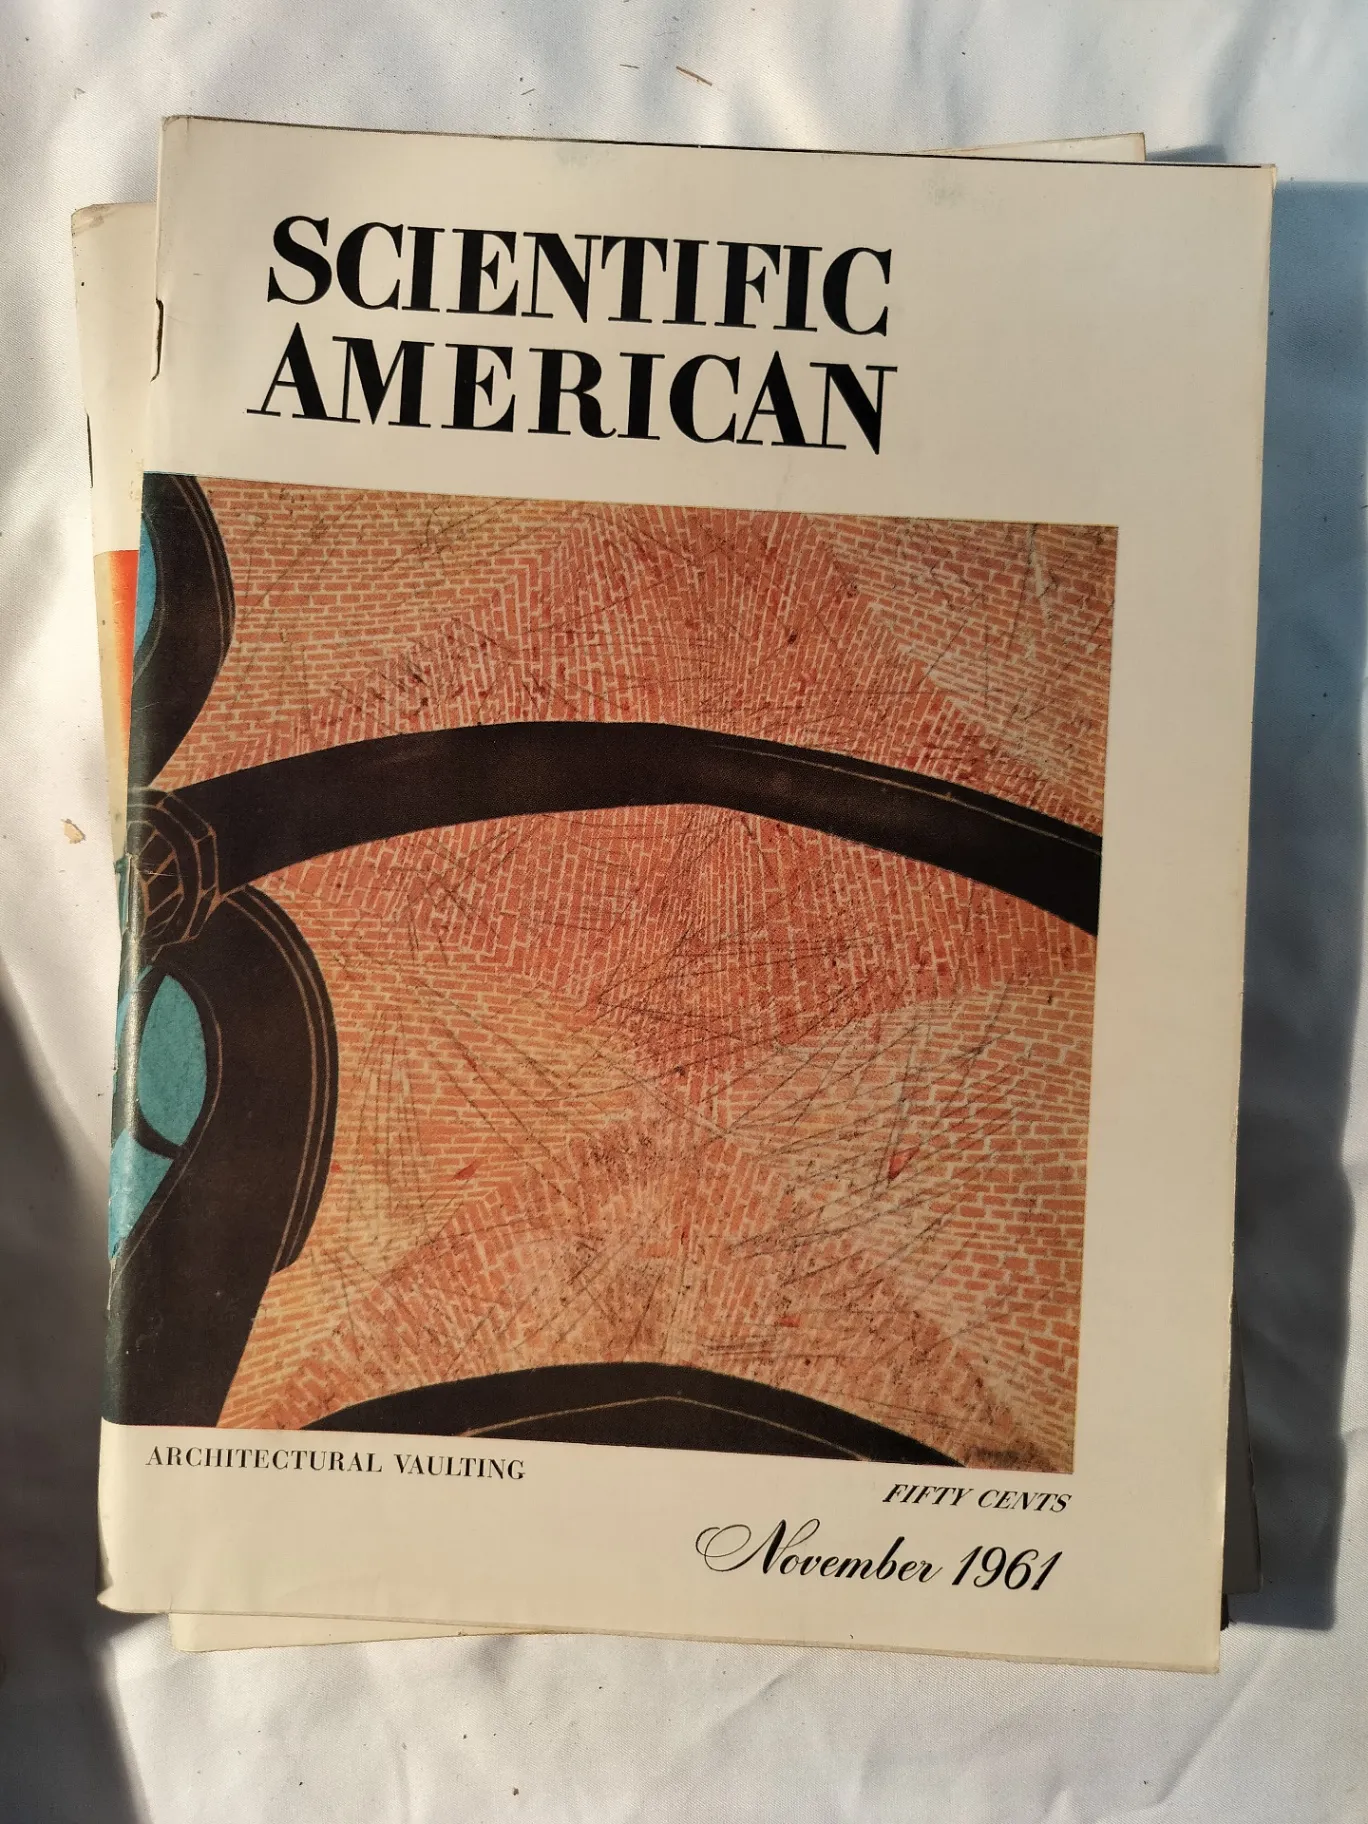 SCIENTIFIC
AMERICAN
ARCHITECTURAL VAULTING
FIFTY CENTS
November 1961